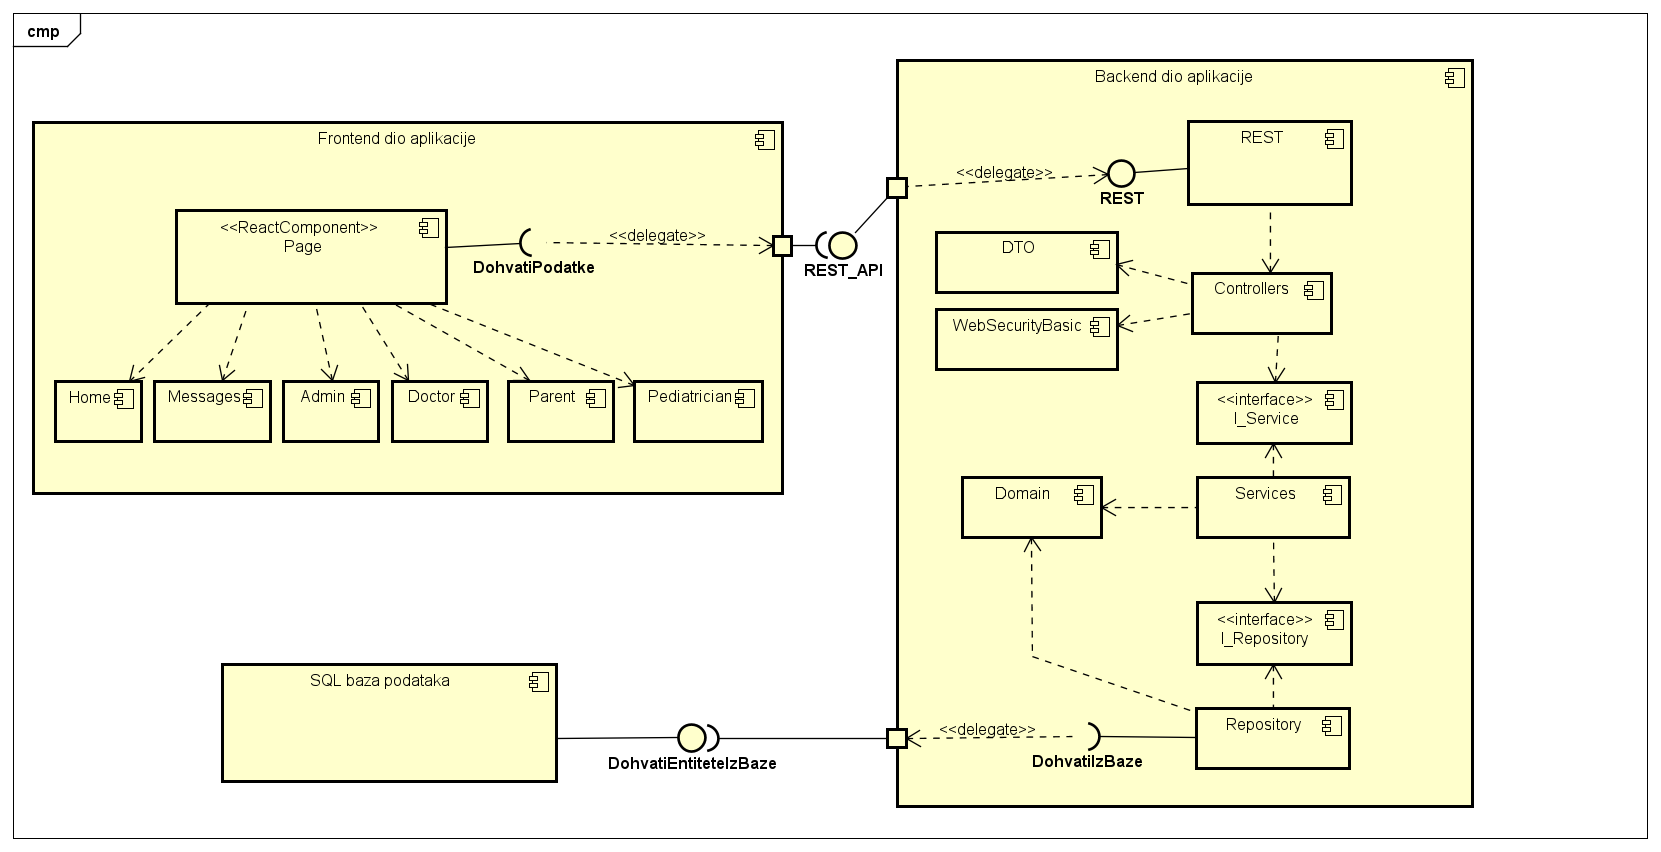 cmp
Backend dio aplikacije
Frontend dio aplikacije
REST
<<delegate>>
REST
<<ReactComponent>>
Page
DohvatiPodatke
<<delegate>>
REST_API
DTO
Controllers
WebSecurityBasic
Home
Messages
Admin
Doctor
Parent
Pediatrician
<<interface>>
I_Service
Domain
Services
<<interface>>
I_Repository
SQL baza podataka
DohvatiEntiteteIzBaze
<<delegate>>
DohvatiIzBaze
Repository